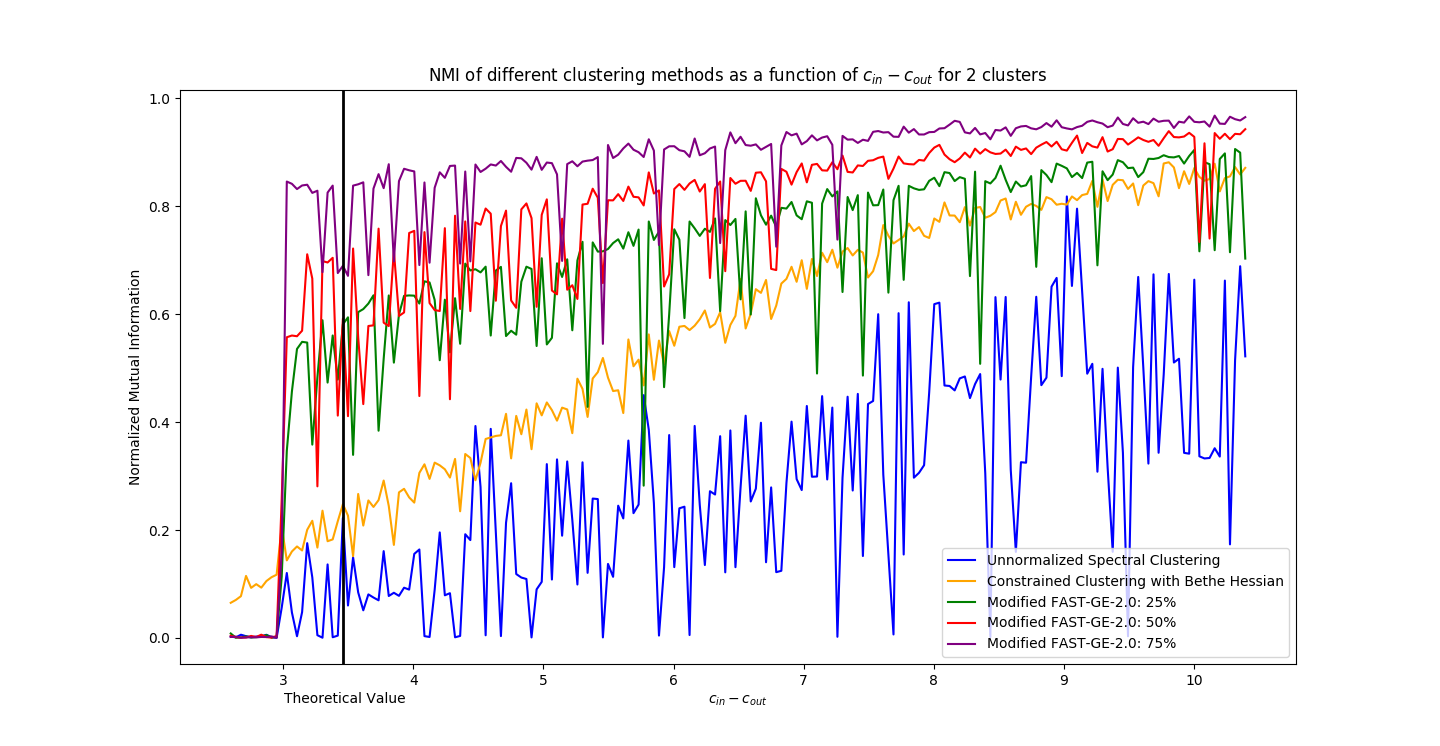 NMI of different clustering methods as a function of c_in − c_out for 2 clusters
Normalized Mutual Information
1.0
0.8
0.6
0.4
0.2
0.0
Unnormalized Spectral Clustering
Constrained Clustering with Bethe Hessian
Modified FAST-GE-2.0: 25%
Modified FAST-GE-2.0: 50%
Modified FAST-GE-2.0: 75%
3 4 5 6 7 8 9 10
Theoretical Value
c_in − c_out